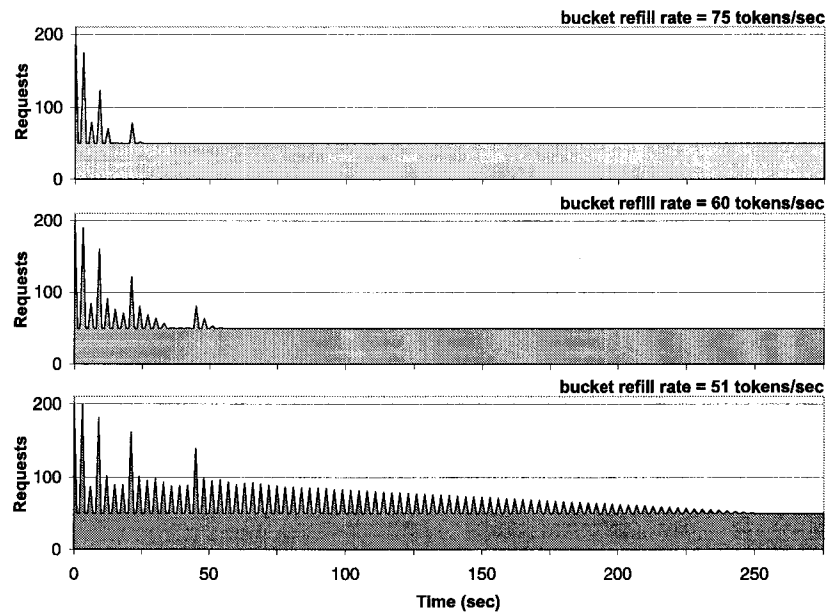 bucket refill rate = 75 tokens/sec
200
100
0
Requests
bucket refill rate = 60 tokens/sec
200
100
0
Requests
bucket refill rate = 51 tokens/sec
200
100
0
Requests
0 50 100 150 200 250
Time (sec)